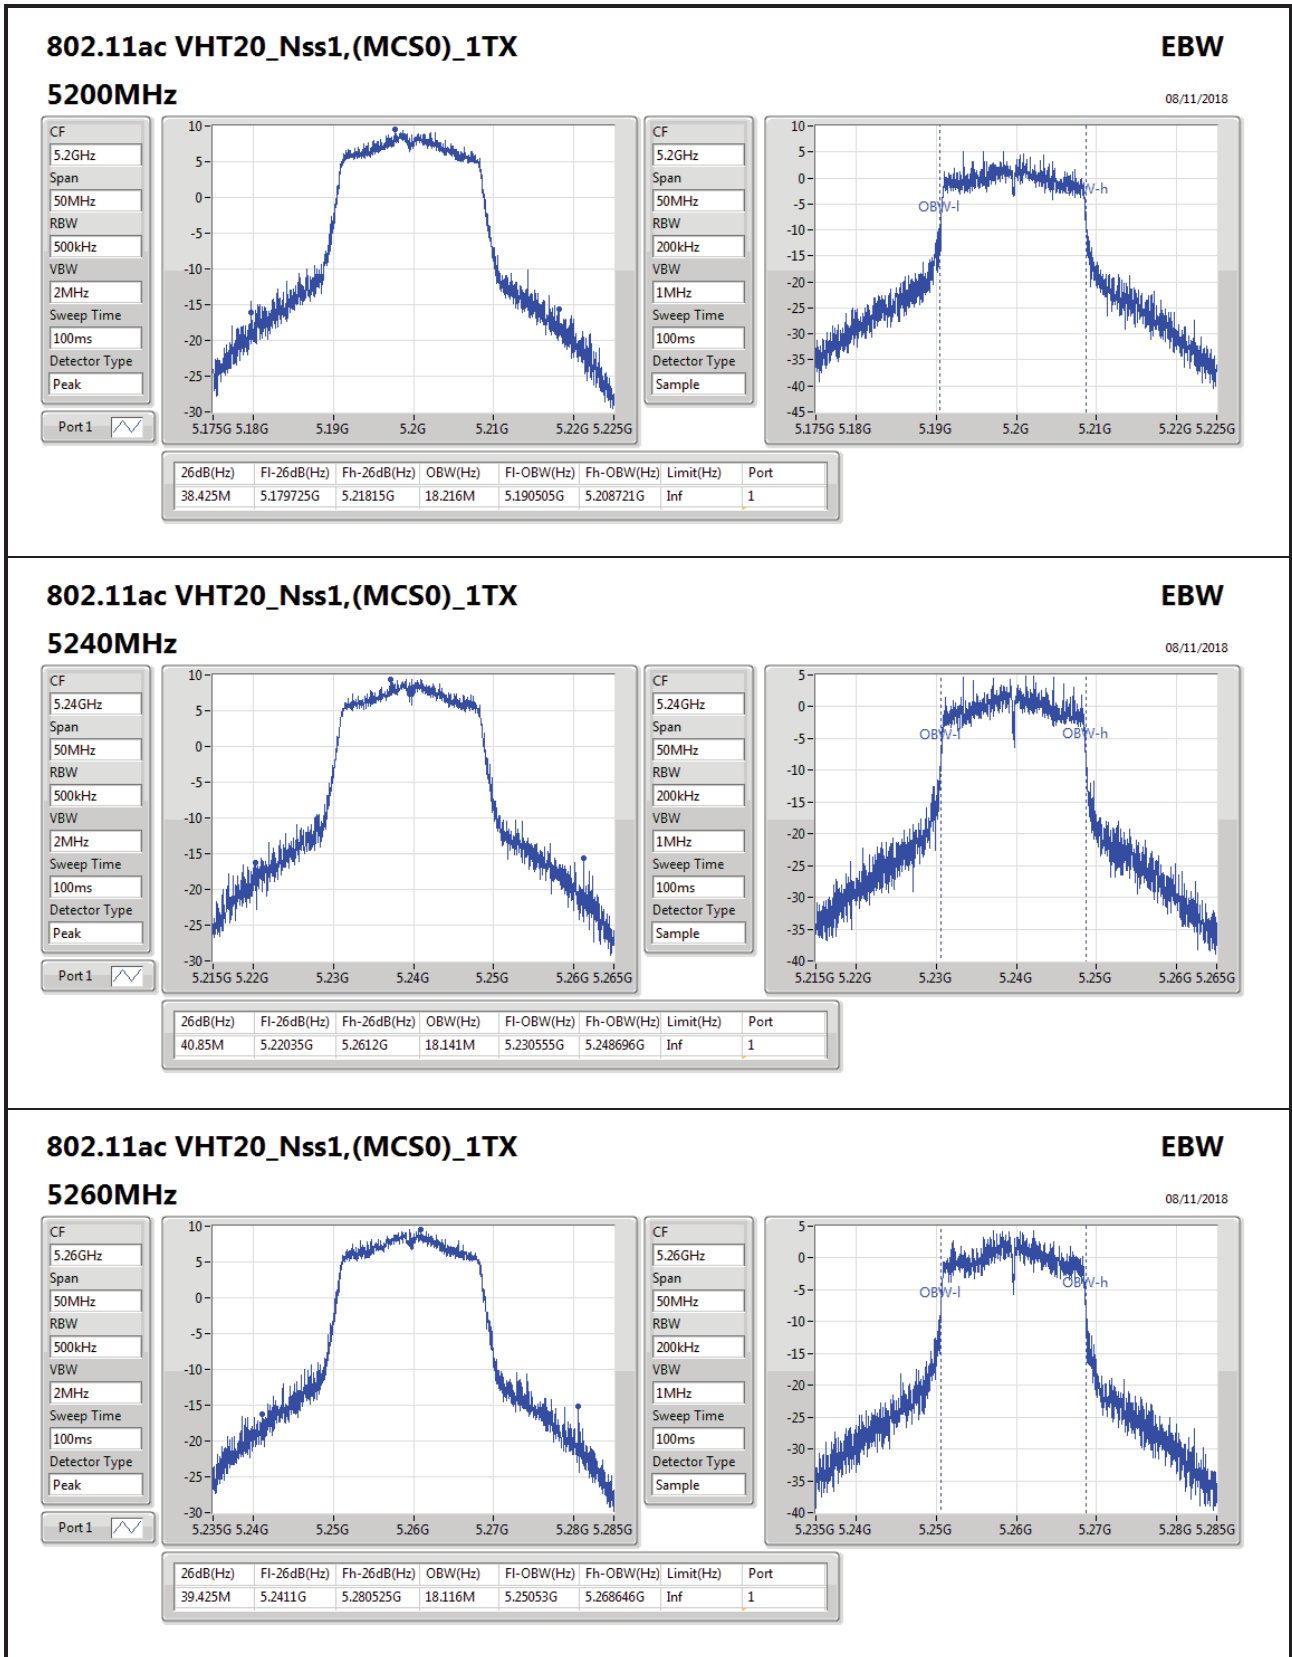 802.11ac VHT20_Nss1,(MCS0)_1TX EBW
5200MHz 08/11/2018
CF
5.2GHz
Span
50MHz
RBW
500kHz
VBW
2MHz
Sweep Time
100ms
Detector Type
Peak
Port 1
10
5
0
-5
-10
-15
-20
-25
-30
5.175G 5.18G 5.19G 5.2G 5.21G 5.22G 5.225G
CF
5.2GHz
Span
50MHz
RBW
200kHz
VBW
1MHz
Sweep Time
100ms
Detector Type
Sample
10
5
0
-5
-10
-15
-20
-25
-30
-35
-40
-45
OBW-l
W-h
5.175G 5.18G 5.19G 5.2G 5.21G 5.22G 5.225G
26dB(Hz) Fl-26dB(Hz) Fh-26dB(Hz) OBW(Hz) Fl-OBW(Hz) Fh-OBW(Hz) Limit(Hz) Port
38.425M 5.179725G 5.21815G 18.216M 5.190505G 5.208721G Inf 1
802.11ac VHT20_Nss1,(MCS0)_1TX EBW
5240MHz 08/11/2018
CF
5.24GHz
Span
50MHz
RBW
500kHz
VBW
2MHz
Sweep Time
100ms
Detector Type
Peak
Port 1
10
5
0
-5
-10
-15
-20
-25
-30
5.215G 5.22G 5.23G 5.24G 5.25G 5.26G 5.265G
CF
5.24GHz
Span
50MHz
RBW
200kHz
VBW
1MHz
Sweep Time
100ms
Detector Type
Sample
5
0
-5
-10
-15
-20
-25
-30
-35
-40
OBW-l
OBW-h
5.215G 5.22G 5.23G 5.24G 5.25G 5.26G 5.265G
26dB(Hz) Fl-26dB(Hz) Fh-26dB(Hz) OBW(Hz) Fl-OBW(Hz) Fh-OBW(Hz) Limit(Hz) Port
40.85M 5.22035G 5.2612G 18.141M 5.230555G 5.248696G Inf 1
802.11ac VHT20_Nss1,(MCS0)_1TX EBW
5260MHz 08/11/2018
CF
5.26GHz
Span
50MHz
RBW
500kHz
VBW
2MHz
Sweep Time
100ms
Detector Type
Peak
Port 1
10
5
0
-5
-10
-15
-20
-25
-30
5.235G 5.24G 5.25G 5.26G 5.27G 5.28G 5.285G
CF
5.26GHz
Span
50MHz
RBW
200kHz
VBW
1MHz
Sweep Time
100ms
Detector Type
Sample
5
0
-5
-10
-15
-20
-25
-30
-35
-40
OBW-l
OBW-h
5.235G 5.24G 5.25G 5.26G 5.27G 5.28G 5.285G
26dB(Hz) Fl-26dB(Hz) Fh-26dB(Hz) OBW(Hz) Fl-OBW(Hz) Fh-OBW(Hz) Limit(Hz) Port
39.425M 5.2411G 5.280525G 18.116M 5.25053G 5.268646G Inf 1